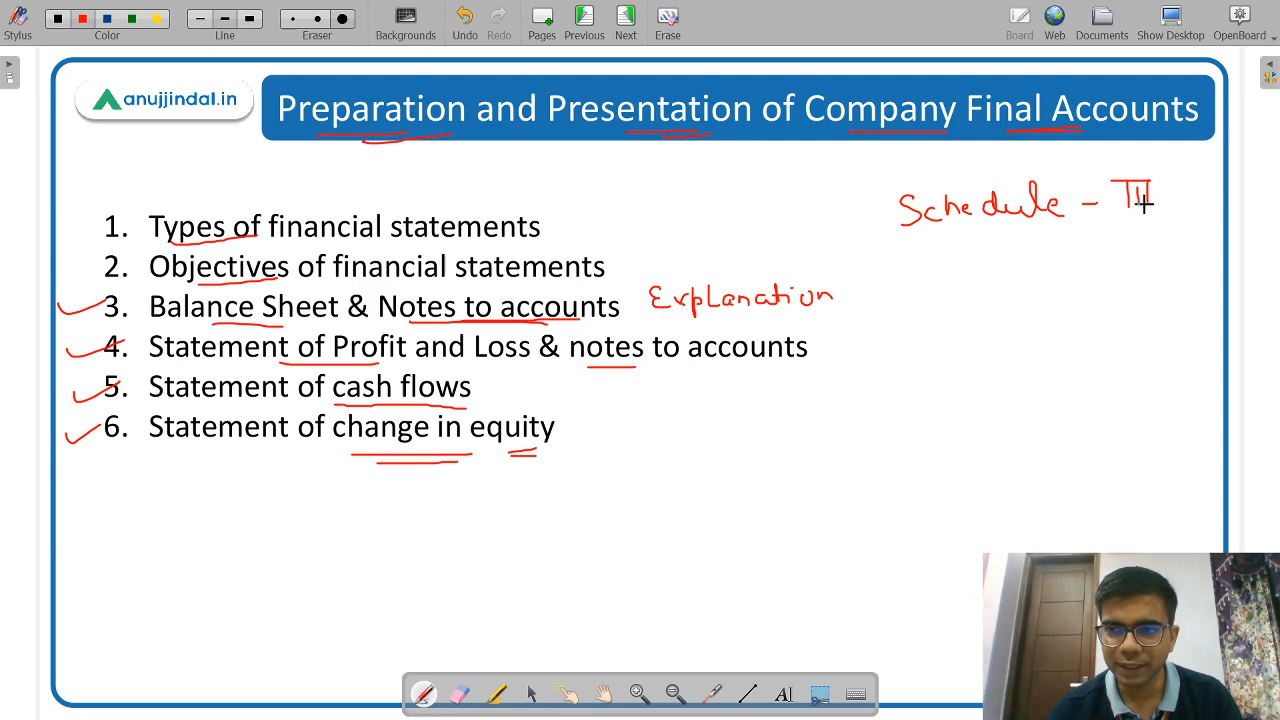 Stylus
Color
Line
Eraser
Backgrounds
Undo
Redo
Pages
Previous
Next
Erase
Board
Web
Documents
Show Desktop
OpenBoard
anujjindal.in
Preparation and Presentation of Company Final Accounts
Schedule - III
1. Types of financial statements
2. Objectives of financial statements
3. Balance Sheet & Notes to accounts Explanation
4. Statement of Profit and Loss & notes to accounts
5. Statement of cash flows
6. Statement of change in equity
AI